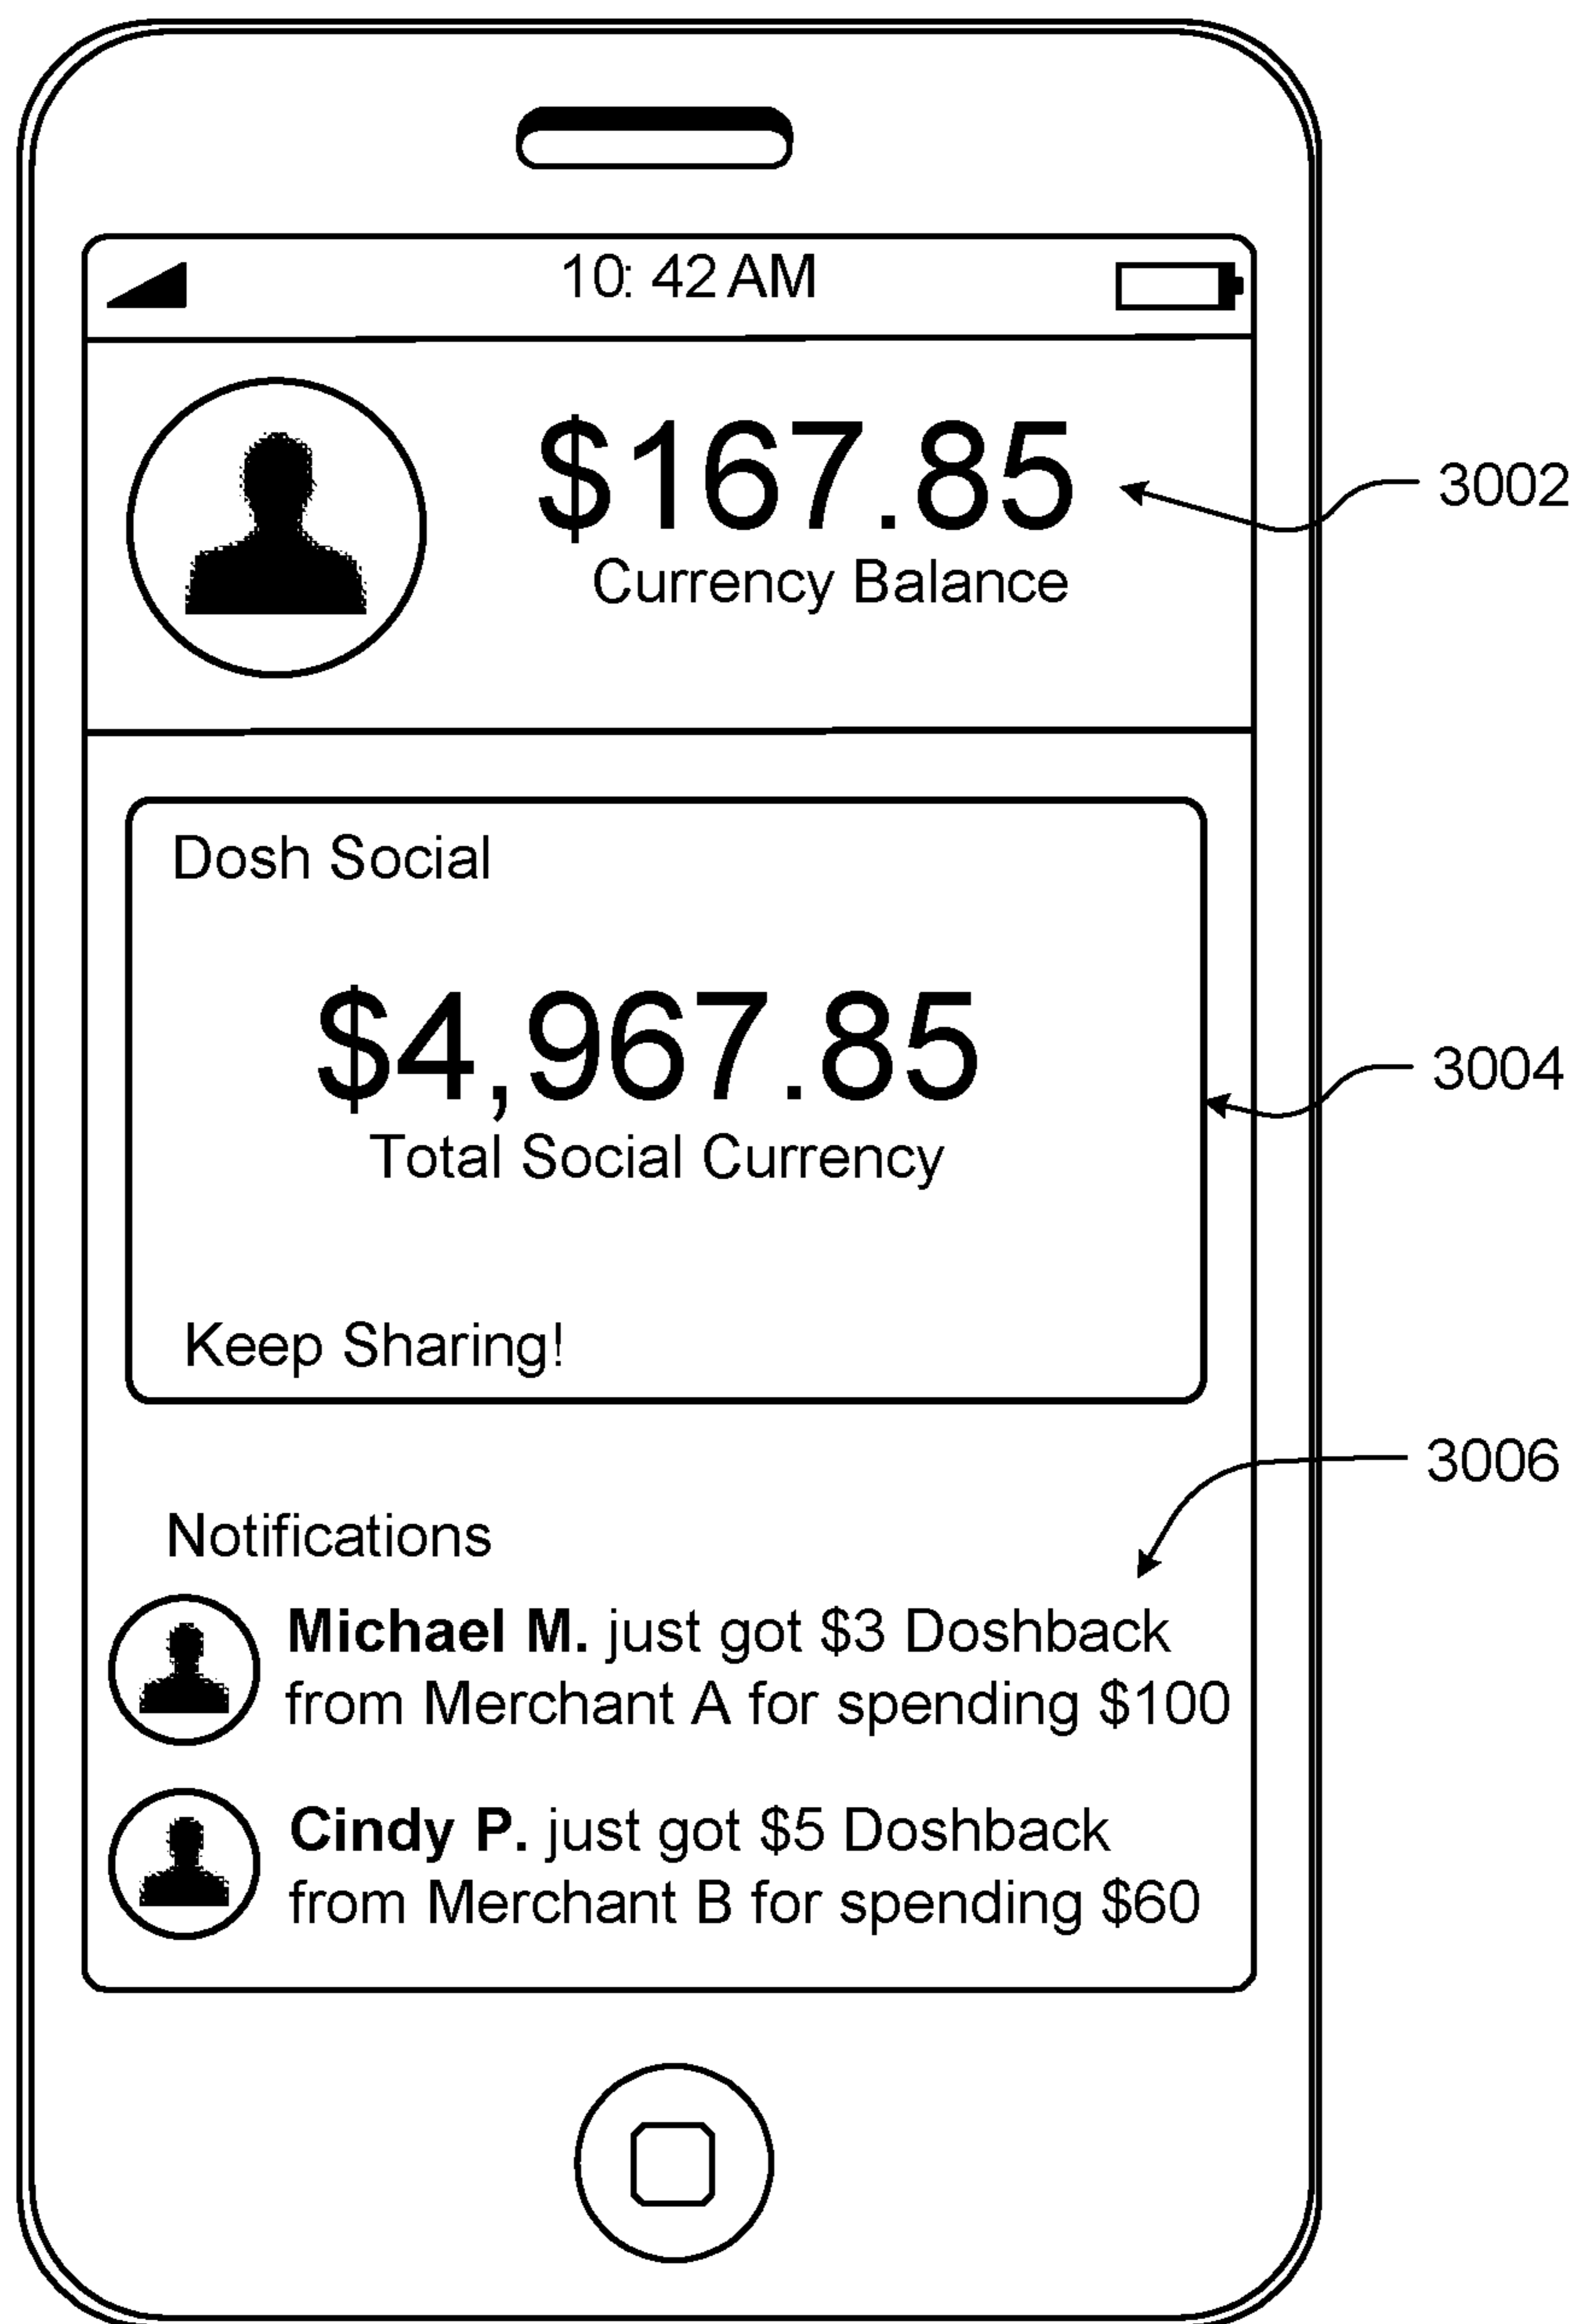 10: 42 AM
$167.85
3002
Currency Balance
Dosh Social
$4,967.85
3004
Total Social Currency
Keep Sharing!
3006
Notifications
Michael M. just got $3 Doshback
from Merchant A for spending $100
Cindy P. just got $5 Doshback
from Merchant B for spending $60